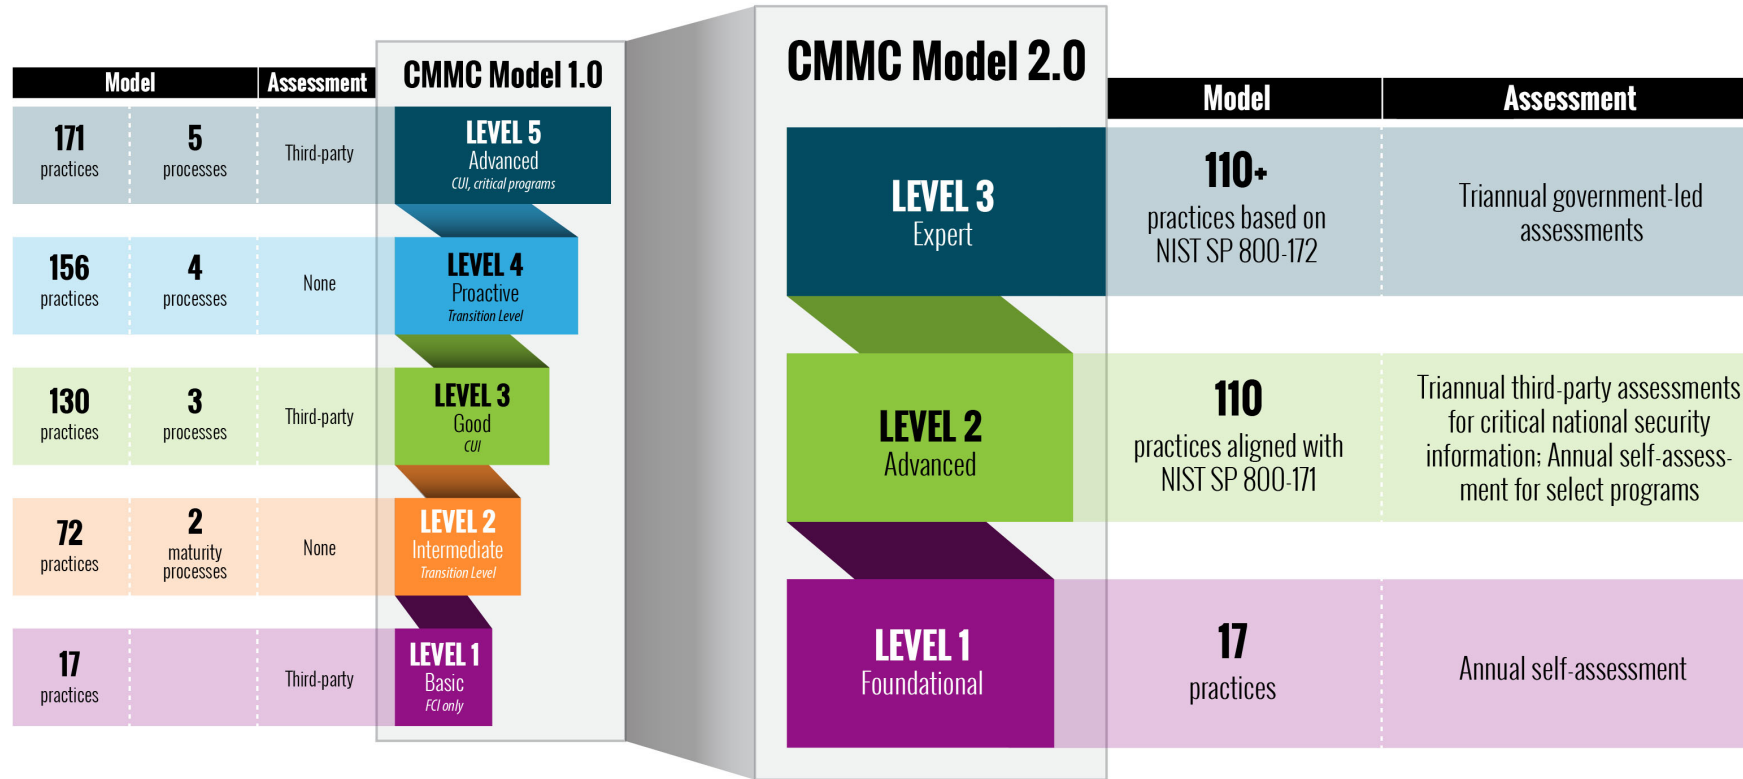 CMMC Model 1.0
Model
Assessment
171
practices
5
processes
Third-party
LEVEL 5
Advanced
CUI, critical programs
156
practices
4
processes
None
LEVEL 4
Proactive
Transition Level
130
practices
3
processes
Third-party
LEVEL 3
Good
CUI
72
practices
2
maturity
processes
None
LEVEL 2
Intermediate
Transition Level
17
practices
Third-party
LEVEL 1
Basic
FCI only
CMMC Model 2.0
Model
Assessment
LEVEL 3
Expert
110+
practices based on
NIST SP 800-172
Triannual government-led
assessments
LEVEL 2
Advanced
110
practices aligned with
NIST SP 800-171
Triannual third-party assessments
for critical national security
information; Annual self-assess-
ment for select programs
LEVEL 1
Foundational
17
practices
Annual self-assessment